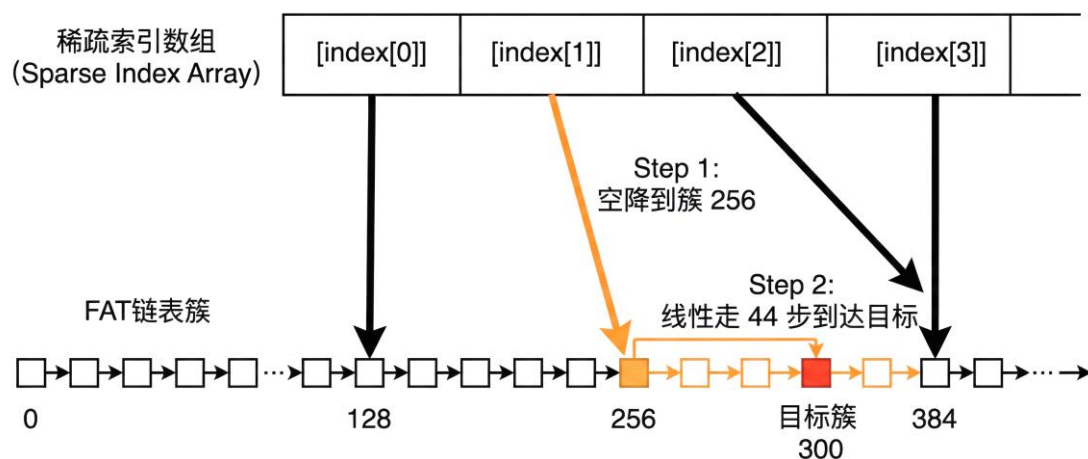 稀疏索引数组
（Sparse Index Array）
[index[0]]
[index[1]]
[index[2]]
[index[3]]
Step 1:
空降到簇 256
Step 2:
线性走 44 步到达目标
FAT链表簇
...
...
0
128
256
目标簇
300
384